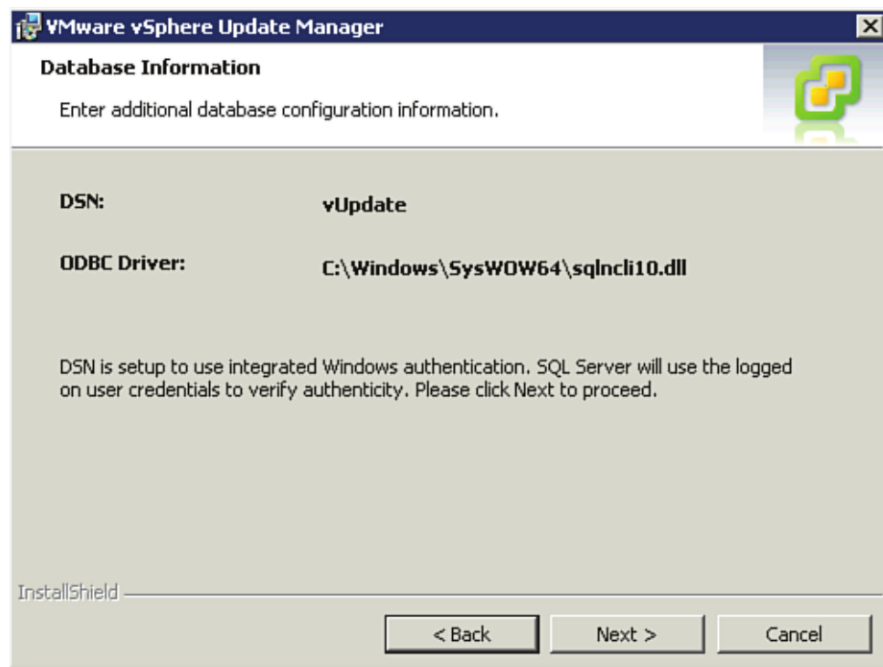 VMware vSphere Update Manager
Database Information
Enter additional database configuration information.
DSN: vUpdate
ODBC Driver: C:\Windows\SysWOW64\sqlncli10.dll
DSN is setup to use integrated Windows authentication. SQL Server will use the logged
on user credentials to verify authenticity. Please click Next to proceed.
InstallShield
< Back Next > Cancel